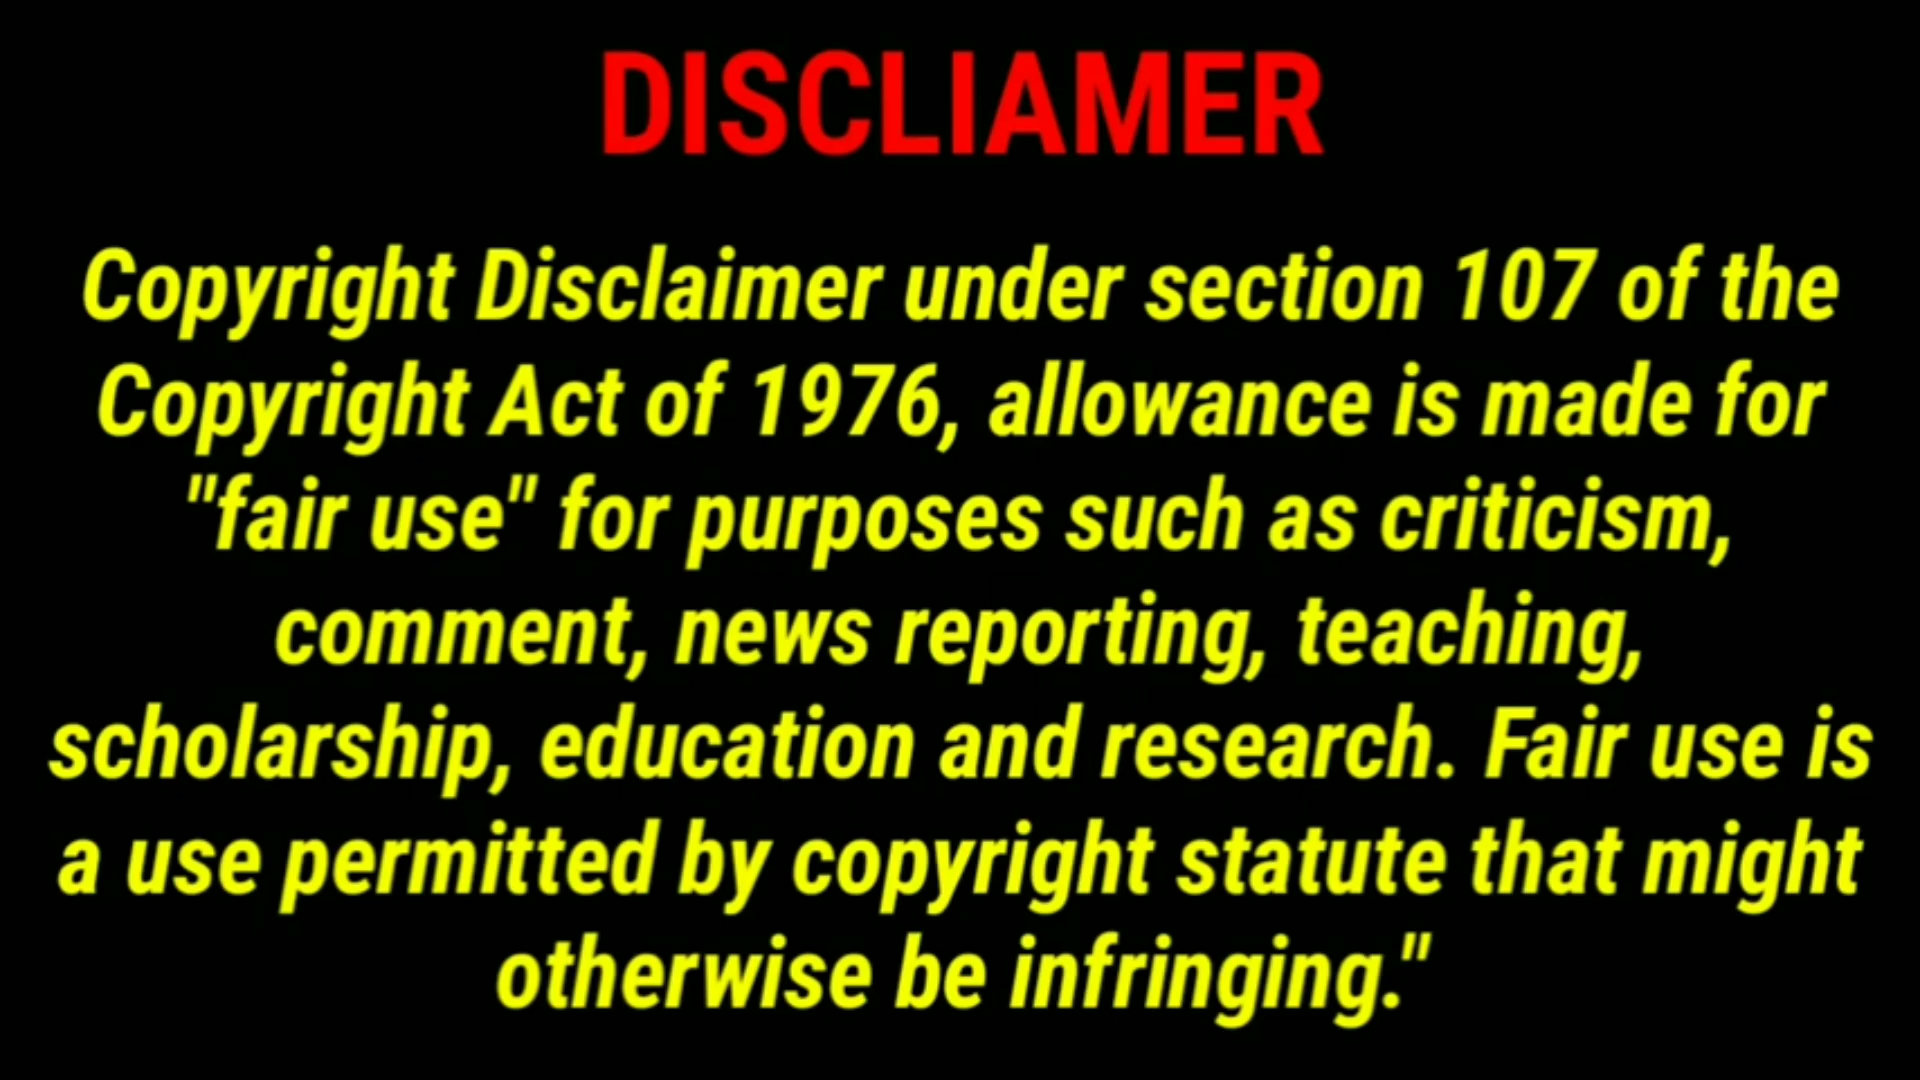 DISCLIAMER
Copyright Disclaimer under section 107 of the
Copyright Act of 1976, allowance is made for
"fair use" for purposes such as criticism,
comment, news reporting, teaching,
scholarship, education and research. Fair use is
a use permitted by copyright statute that might
otherwise be infringing."